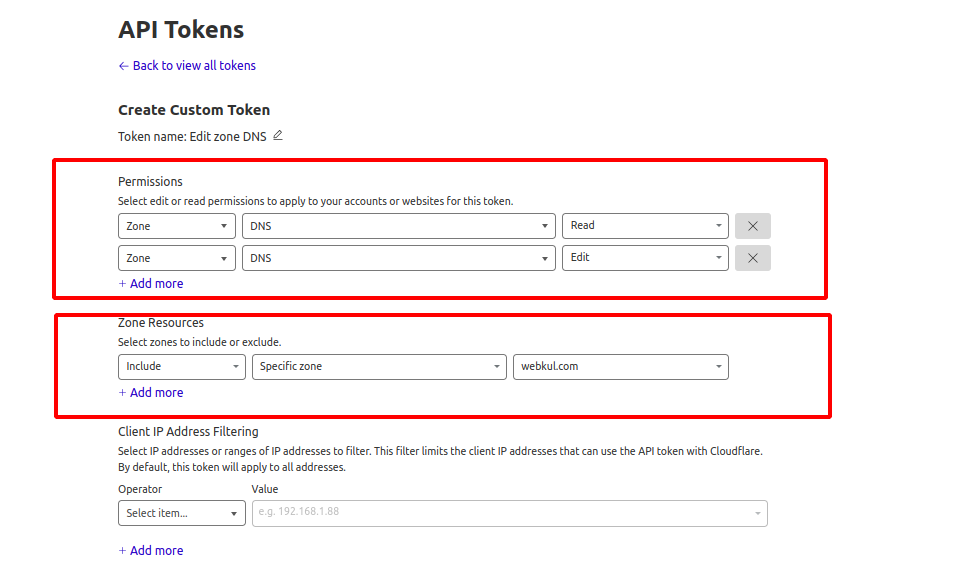 API Tokens
← Back to view all tokens
Create Custom Token
Token name: Edit zone DNS
Permissions
Select edit or read permissions to apply to your accounts or websites for this token.
Zone DNS Read
Zone DNS Edit
+ Add more
Zone Resources
Select zones to include or exclude.
Include Specific zone webkul.com
+ Add more
Client IP Address Filtering
Select IP addresses or ranges of IP addresses to filter. This filter limits the client IP addresses that can use the API token with Cloudflare.
By default, this token will apply to all addresses.
Operator Value
Select item... e.g. 192.168.1.88
+ Add more